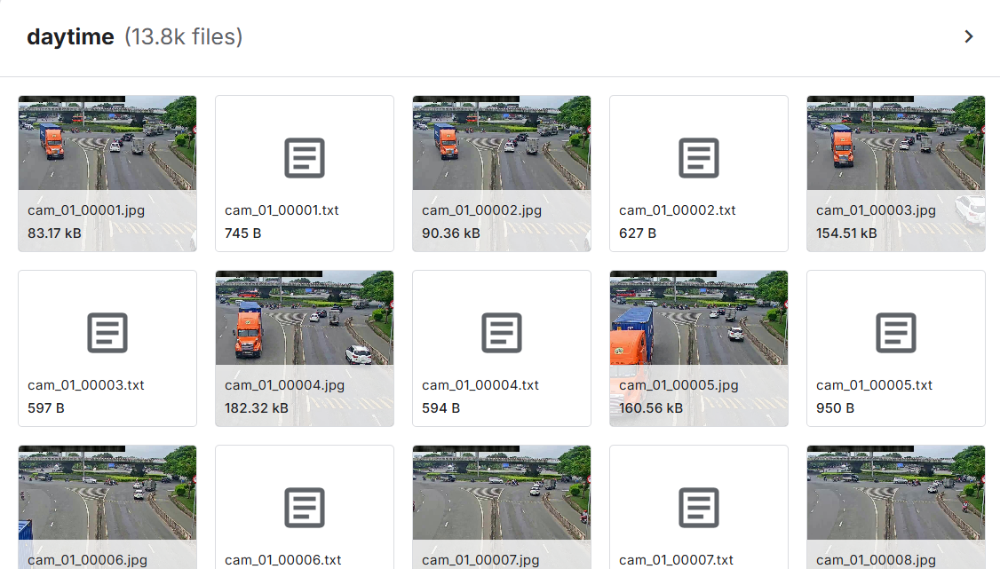 daytime (13.8k files)
cam_01_00001.jpg
83.17 kB
cam_01_00001.txt
745 B
cam_01_00002.jpg
90.36 kB
cam_01_00002.txt
627 B
cam_01_00003.jpg
154.51 kB
cam_01_00003.txt
597 B
cam_01_00004.jpg
182.32 kB
cam_01_00004.txt
594 B
cam_01_00005.jpg
160.56 kB
cam_01_00005.txt
950 B
cam_01_00006.jpg
cam_01_00006.txt
cam_01_00007.jpg
cam_01_00007.txt
cam_01_00008.jpg